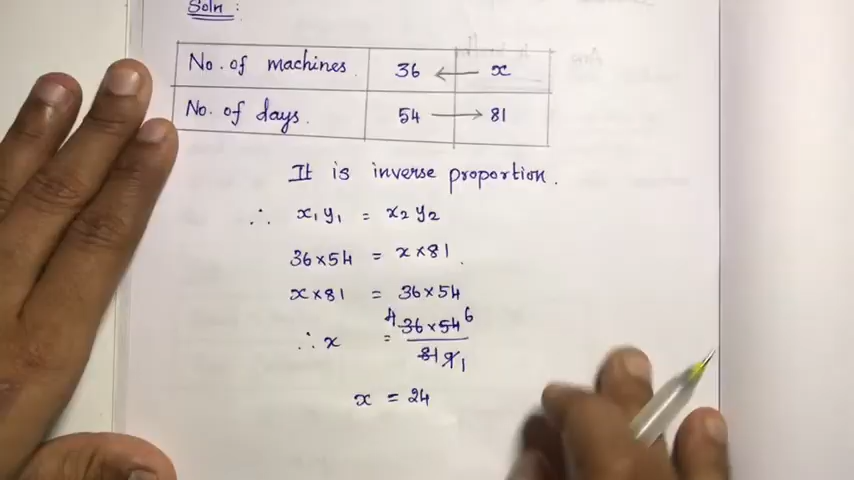 Soln :
No. of machines. 36 ← x
No. of days. 54 → 81
It is inverse proportion.
∴ x₁y₁ = x₂y₂
36×54 = x×81.
x×81 = 36×54
∴ x = 4 36×54 6
81 9 1
x = 24